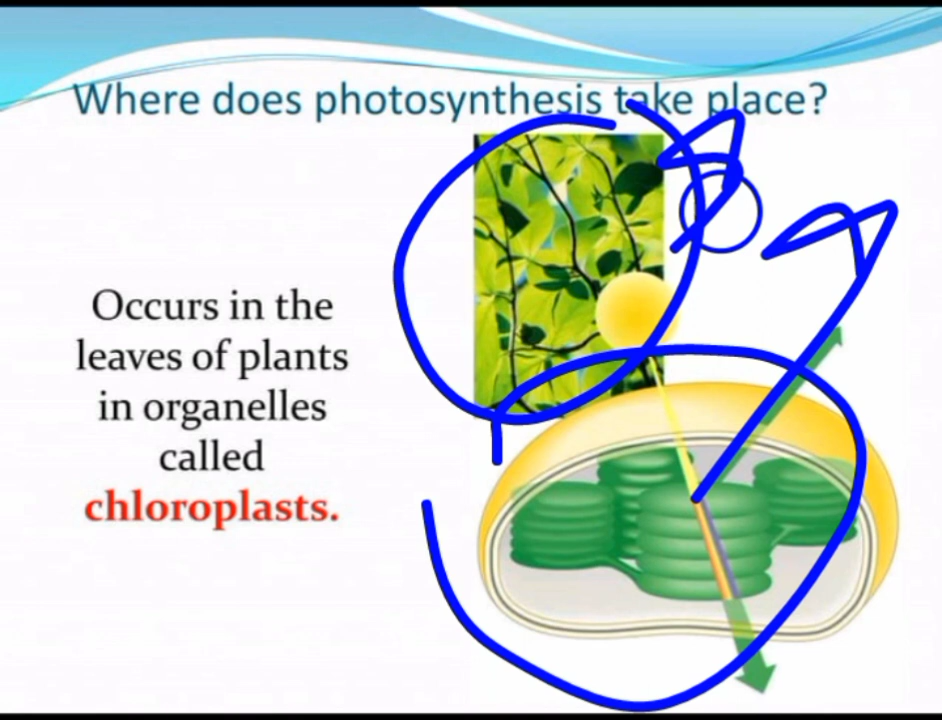 Where does photosynthesis take place?
Occurs in the
leaves of plants
in organelles
called
chloroplasts.